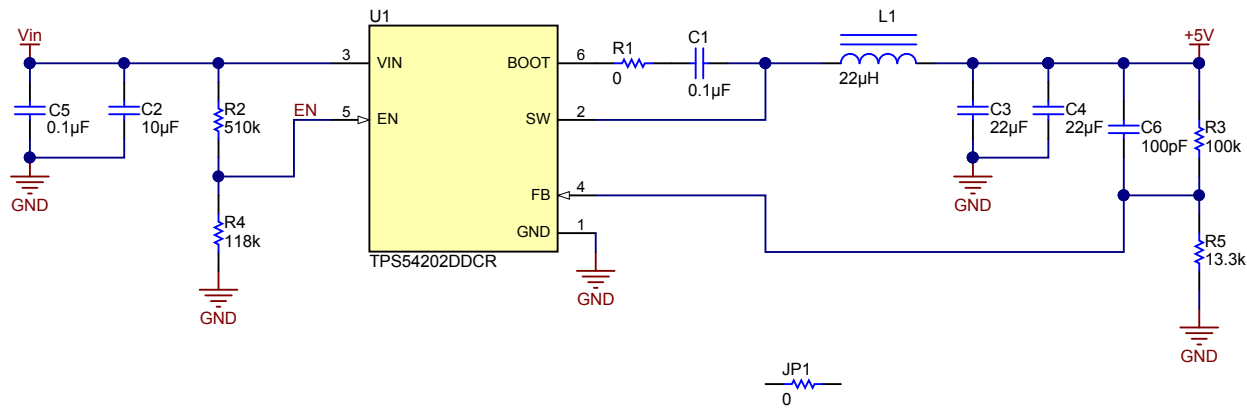 U1
L1
Vin
+5V
3
VIN
BOOT
6
R1
0
C1
0.1µF
22µH
C5
0.1µF
C2
10µF
R2
510k
EN
5
EN
SW
2
C3
22µF
C4
22µF
C6
100pF
R3
100k
GND
R4
118k
FB
4
GND
GND
1
TPS54202DDCR
R5
13.3k
GND
GND
GND
JP1
0